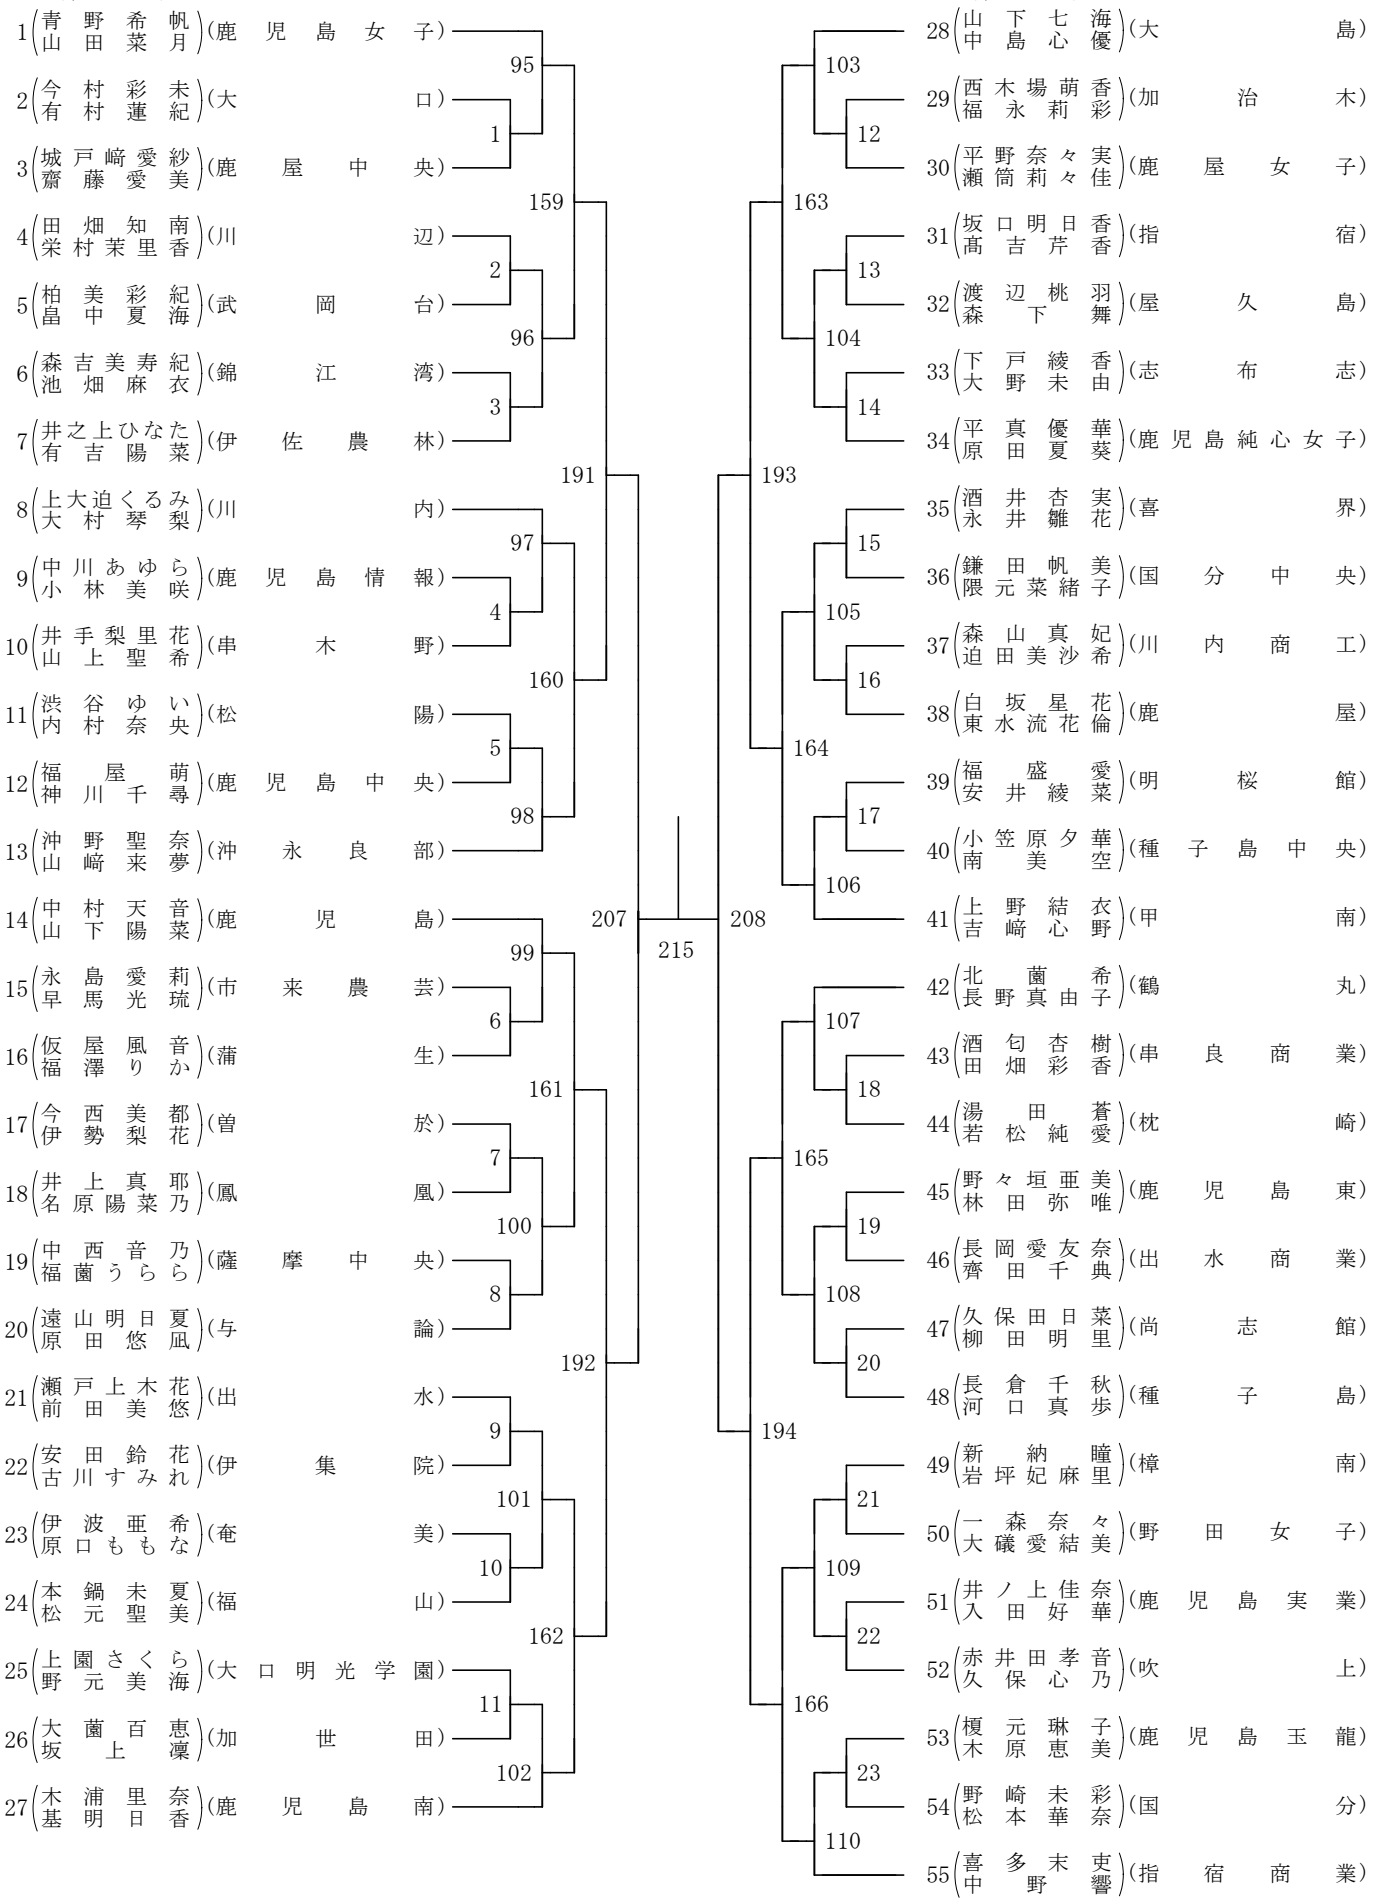 1 (青野希帆 山田菜月) (鹿児島女子)
2 (今村彩未 有村蓮紀) (大口)
3 (城戸﨑愛紗 齋藤愛美) (鹿屋中央)
4 (田畑知南 栄村茉里香) (川辺)
5 (柏美彩紀 畠中夏海) (武岡台)
6 (森吉美寿紀 池畑麻衣) (錦江湾)
7 (井之上ひなた 有吉陽菜) (伊佐農林)
8 (上大迫くるみ 大村琴梨) (川内)
9 (中川あゆら 小林美咲) (鹿児島情報)
10 (井手梨里花 山上聖希) (串木野)
11 (渋谷ゆい 内村奈央) (松陽)
12 (福屋萌 神川千尋) (鹿児島中央)
13 (沖野聖奈 山﨑来夢) (沖永良部)
14 (中村天音 山下陽菜) (鹿児島)
15 (永島愛莉 早馬光琉) (市来農芸)
16 (仮屋風音 福澤りか) (蒲生)
17 (今西美都 伊勢梨花) (曽於)
18 (井上真耶 名原陽菜乃) (鳳凰)
19 (中西音乃 福薗うらら) (薩摩中央)
20 (遠山明日夏 原田悠凪) (与論)
21 (瀬戸上木花 前田美悠) (出水)
22 (安田鈴花 古川すみれ) (伊集院)
23 (伊波亜希 原口ももな) (奄美)
24 (本鍋未夏 松元聖美) (福山)
25 (上園さくら 野元美海) (大口明光学園)
26 (大薗百恵 坂上凜) (加世田)
27 (木浦里奈 基明日香) (鹿児島南)
95
1
159
2
96
3
191
97
4
160
5
98
207
99
6
161
7
100
8
192
9
101
10
162
11
102
215
208
103
12
163
13
104
14
193
15
105
16
164
17
106
107
18
165
19
108
20
194
21
109
22
166
23
110
28 (山下七海 中島心優) (大島)
29 (西木場萌香 福永莉彩) (加治木)
30 (平野奈々実 瀬筒莉々佳) (鹿屋女子)
31 (坂口明日香 髙吉芹香) (指宿)
32 (渡辺桃羽 森下舞) (屋久島)
33 (下戸綾香 大野未由) (志布志)
34 (平真優華 原田夏葵) (鹿児島純心女子)
35 (酒井杏実 永井雛花) (喜界)
36 (鎌田帆美 隈元菜緒子) (国分中央)
37 (森山真妃 迫田美沙希) (川内商工)
38 (白坂星花 東水流花倫) (鹿屋)
39 (福盛愛 安井綾菜) (明桜館)
40 (小笠原夕華 南美空) (種子島中央)
41 (上野結衣 吉﨑心野) (甲南)
42 (北薗希 長野真由子) (鶴丸)
43 (酒匂杏樹 田畑彩香) (串良商業)
44 (湯田蒼 若松純愛) (枕崎)
45 (野々垣亜美 林田弥唯) (鹿児島東)
46 (長岡愛友奈 齊田千典) (出水商業)
47 (久保田日菜 柳田明里) (尚志館)
48 (長倉千秋 河口真歩) (種子島)
49 (新納瞳 岩坪妃麻里) (樟南)
50 (一森奈々 大礒愛結美) (野田女子)
51 (井ノ上佳奈 入田好華) (鹿児島実業)
52 (赤井田孝音 久保心乃) (吹上)
53 (榎元琳子 木原恵美) (鹿児島玉龍)
54 (野崎未彩 松本華奈) (国分)
55 (喜多末吏 中野響) (指宿商業)